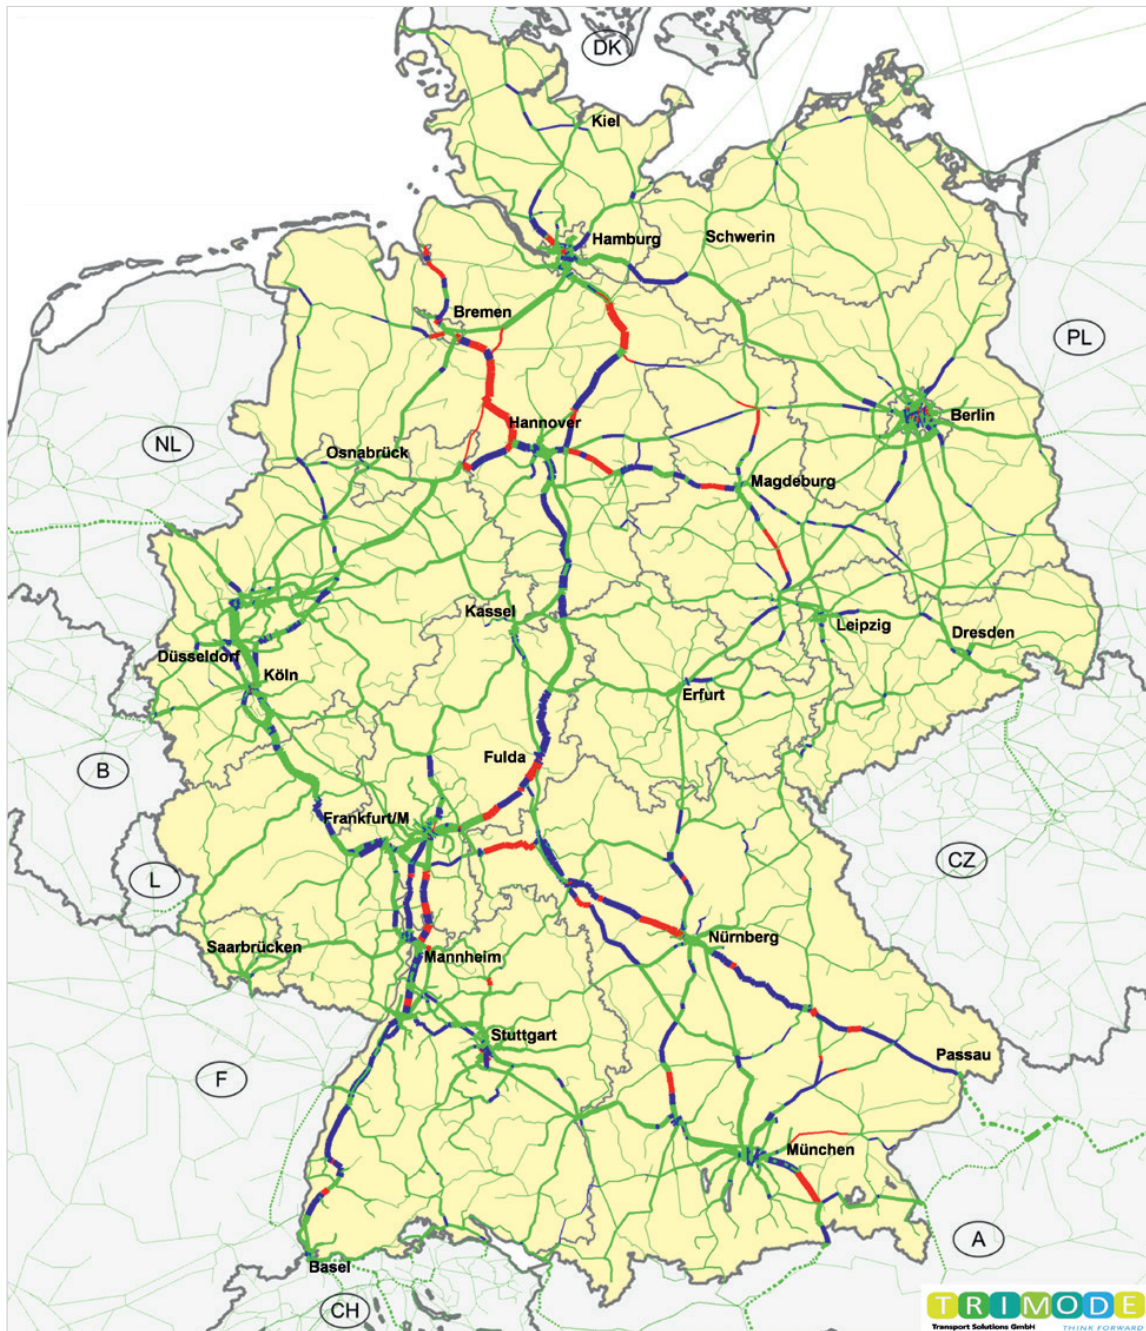 DK
Kiel
Hamburg
Schwerin
Bremen
PL
Berlin
Hannover
NL
Osnabrück
Magdeburg
Kassel
Leipzig
Dresden
Düsseldorf
Köln
Erfurt
Fulda
B
Frankfurt/M
CZ
L
Nürnberg
Saarbrücken
Mannheim
Stuttgart
Passau
F
München
A
Basel
CH
TRIMODE
Transport Solutions GmbH THINK FORWARD